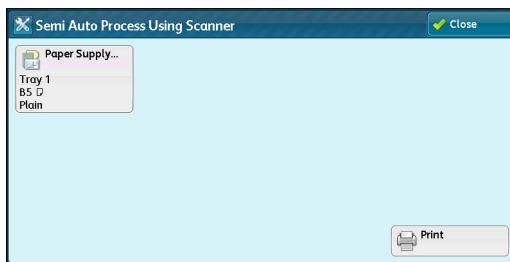 Semi Auto Process Using Scanner
Close
Paper Supply...
Tray 1
B5
Plain
Print